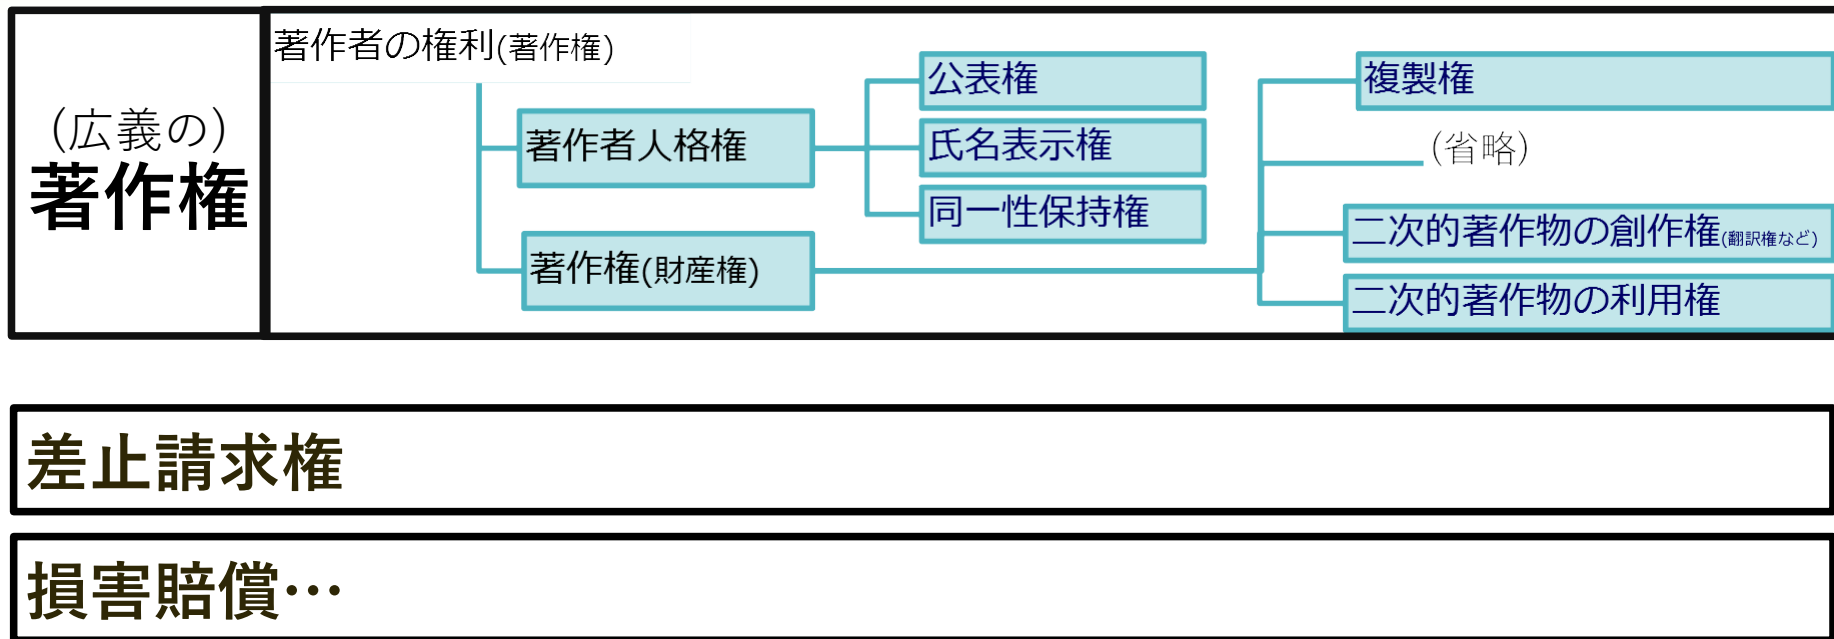 (広義の)
著作権
著作者の権利(著作権)
著作者人格権
公表権
氏名表示権
同一性保持権
著作権(財産権)
複製権
(省略)
二次的著作物の創作権(翻訳権など)
二次的著作物の利用権
差止請求権
損害賠償…